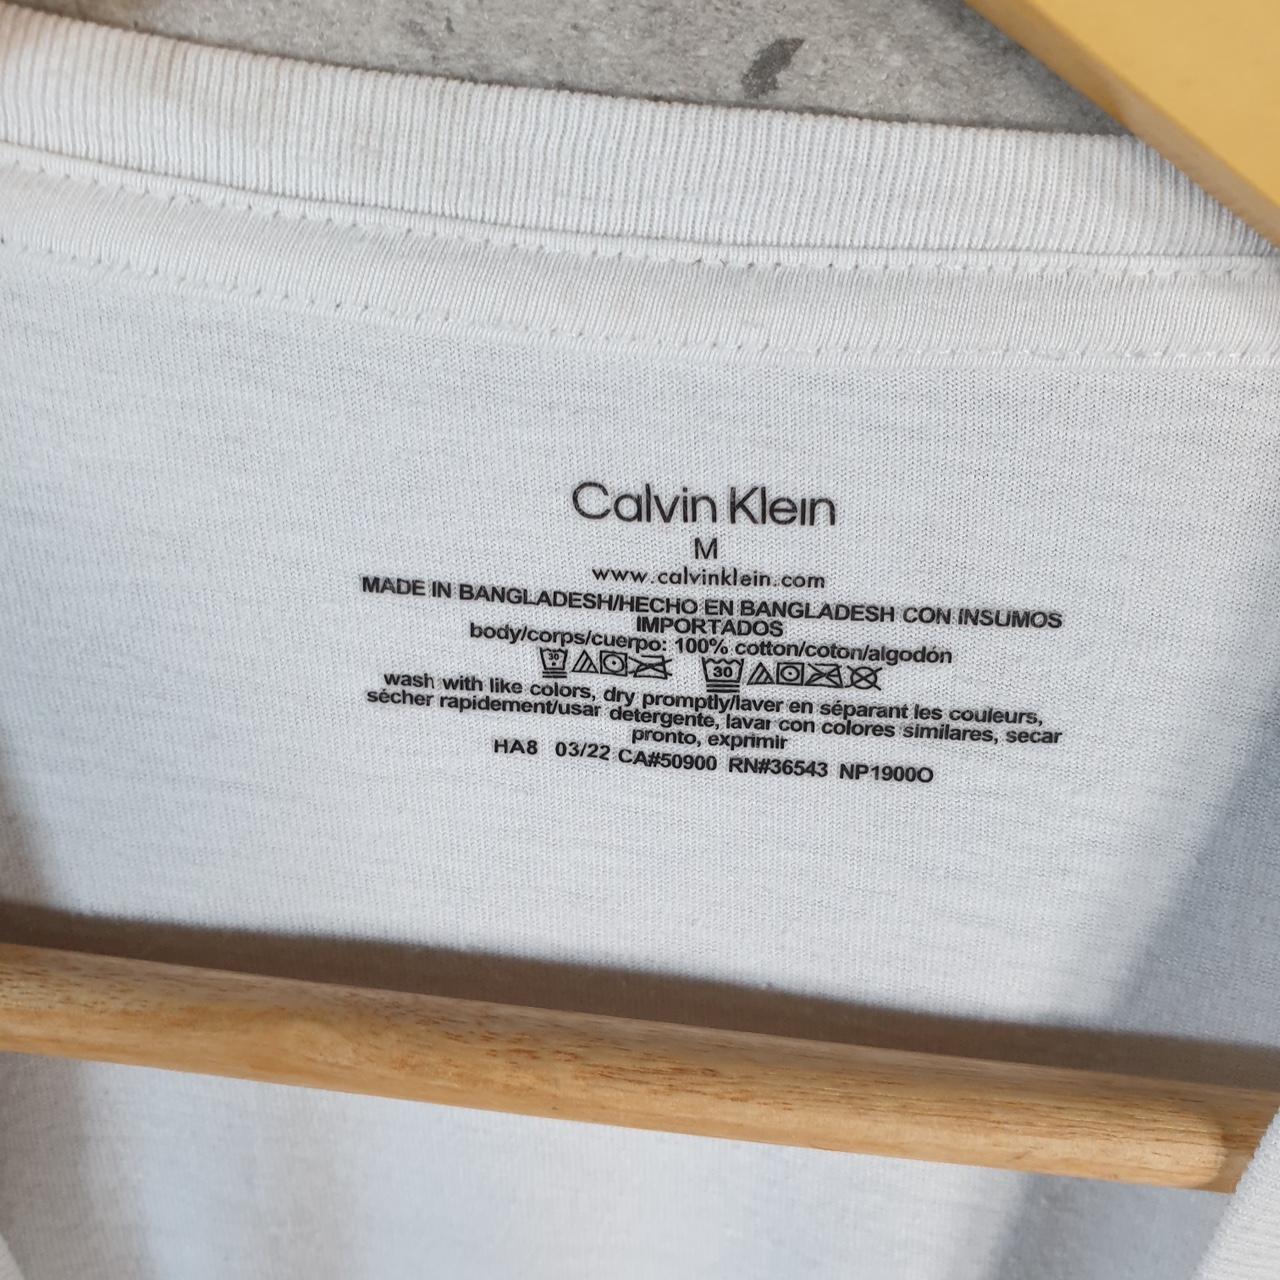 Calvin Klein
M
www.calvinklein.com
MADE IN BANGLADESH/HECHO EN BANGLADESH CON INSUMOS
IMPORTADOS
body/corps/cuerpo: 100% cotton/coton/algodón
30 30
wash with like colors, dry promptly/laver en séparant les couleurs,
sécher rapidement/usar detergente, lavar con colores similares, secar
pronto, exprimir
HA8 03/22 CA#50900 RN#36543 NP1900O